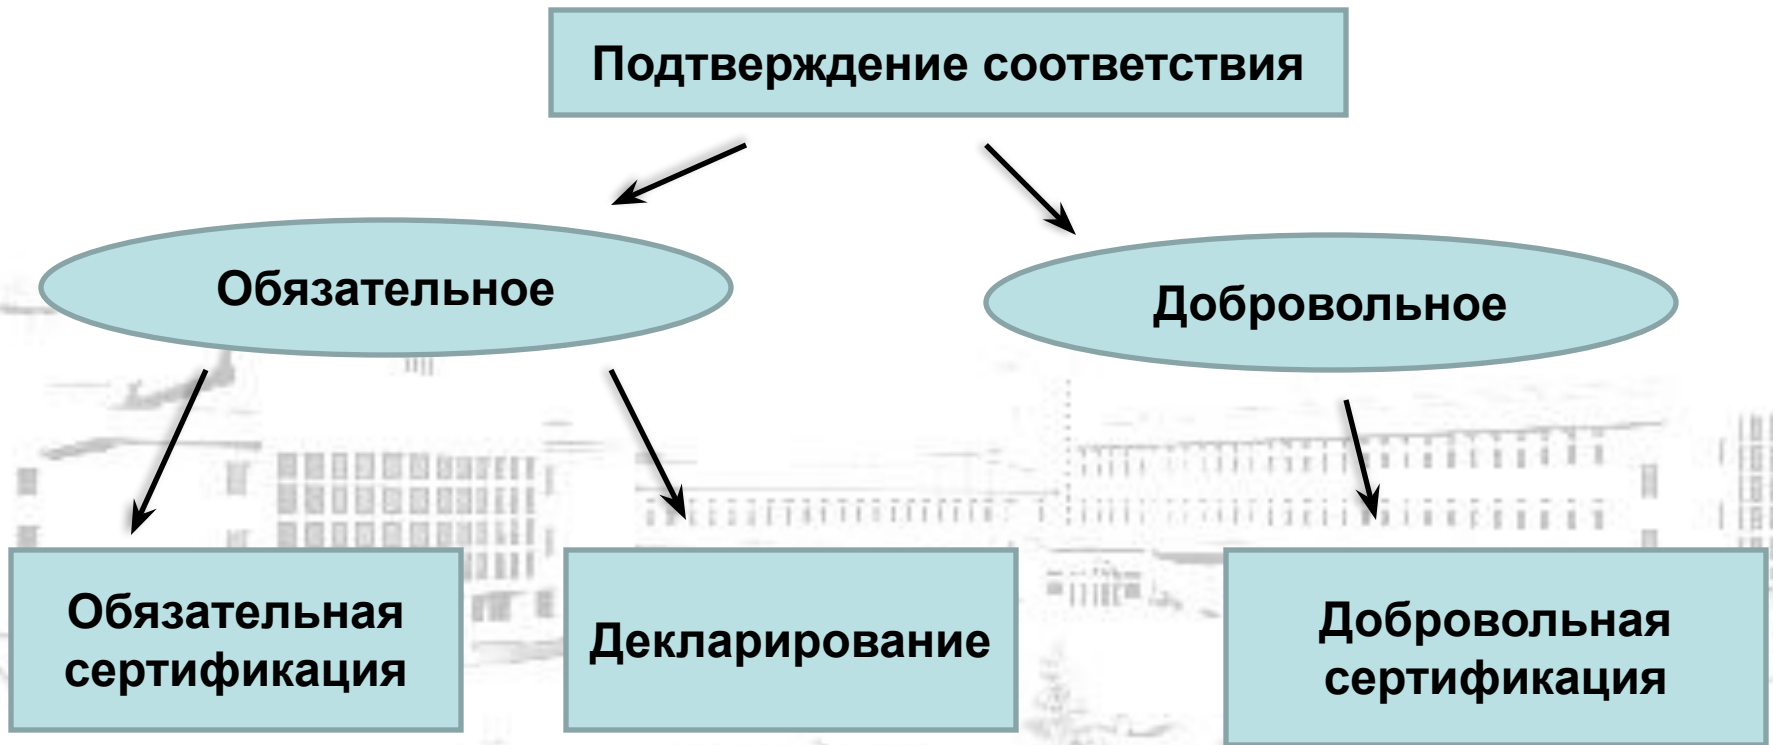 Подтверждение соответствия
Обязательное
Добровольное
Обязательная
сертификация
Декларирование
Добровольная
сертификация